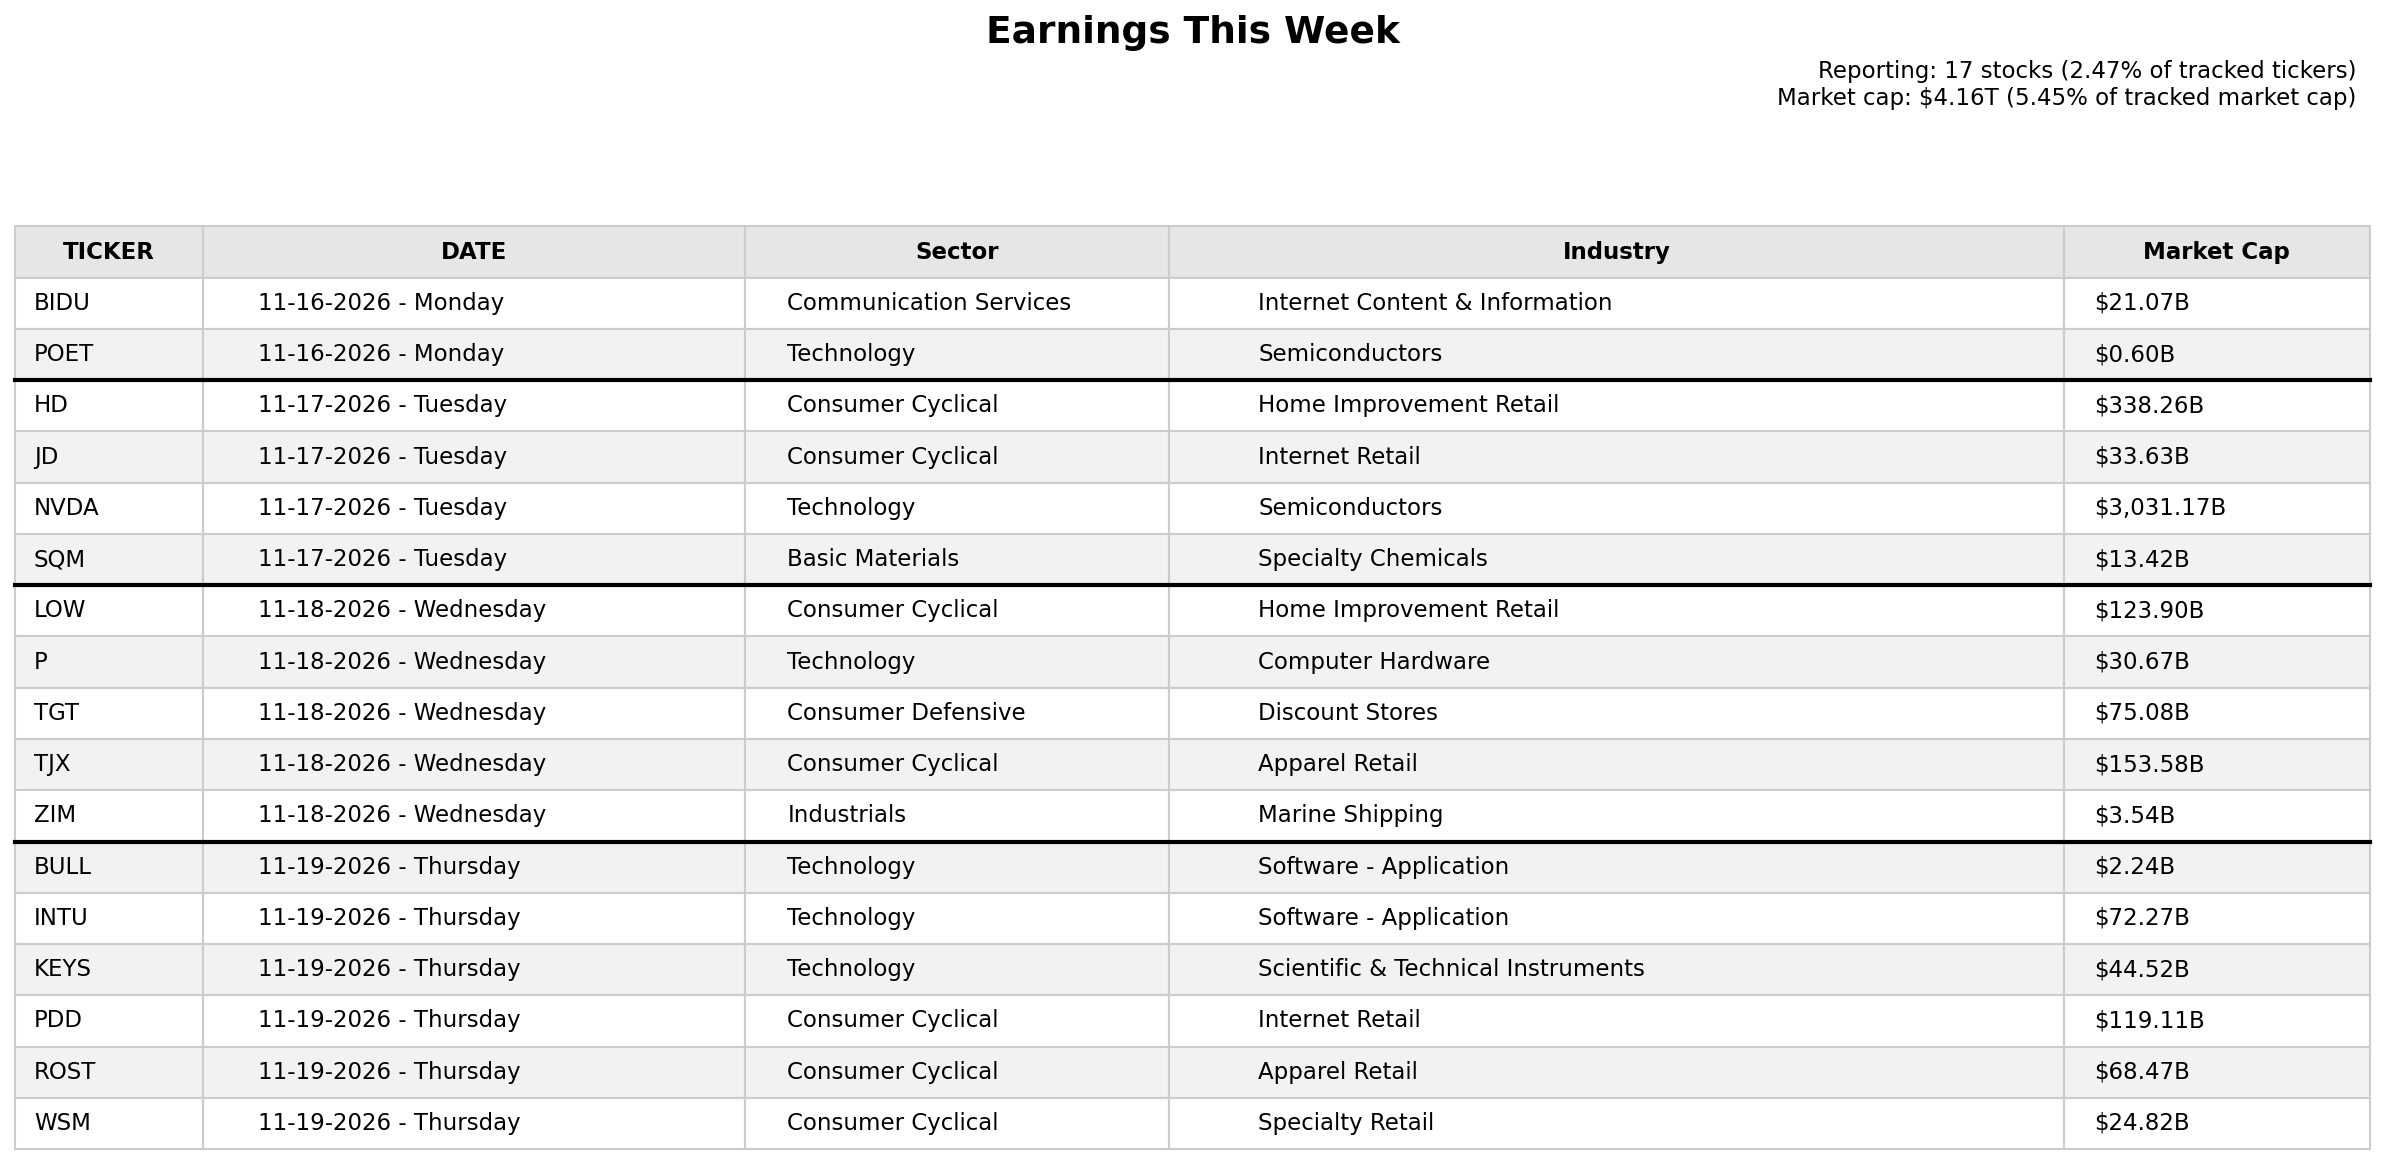 Earnings This Week
Reporting: 17 stocks (2.47% of tracked tickers)
Market cap: $4.16T (5.45% of tracked market cap)
TICKER DATE Sector Industry Market Cap
BIDU 11-16-2026 - Monday Communication Services Internet Content & Information $21.07B
POET 11-16-2026 - Monday Technology Semiconductors $0.60B
HD 11-17-2026 - Tuesday Consumer Cyclical Home Improvement Retail $338.26B
JD 11-17-2026 - Tuesday Consumer Cyclical Internet Retail $33.63B
NVDA 11-17-2026 - Tuesday Technology Semiconductors $3,031.17B
SQM 11-17-2026 - Tuesday Basic Materials Specialty Chemicals $13.42B
LOW 11-18-2026 - Wednesday Consumer Cyclical Home Improvement Retail $123.90B
P 11-18-2026 - Wednesday Technology Computer Hardware $30.67B
TGT 11-18-2026 - Wednesday Consumer Defensive Discount Stores $75.08B
TJX 11-18-2026 - Wednesday Consumer Cyclical Apparel Retail $153.58B
ZIM 11-18-2026 - Wednesday Industrials Marine Shipping $3.54B
BULL 11-19-2026 - Thursday Technology Software - Application $2.24B
INTU 11-19-2026 - Thursday Technology Software - Application $72.27B
KEYS 11-19-2026 - Thursday Technology Scientific & Technical Instruments $44.52B
PDD 11-19-2026 - Thursday Consumer Cyclical Internet Retail $119.11B
ROST 11-19-2026 - Thursday Consumer Cyclical Apparel Retail $68.47B
WSM 11-19-2026 - Thursday Consumer Cyclical Specialty Retail $24.82B